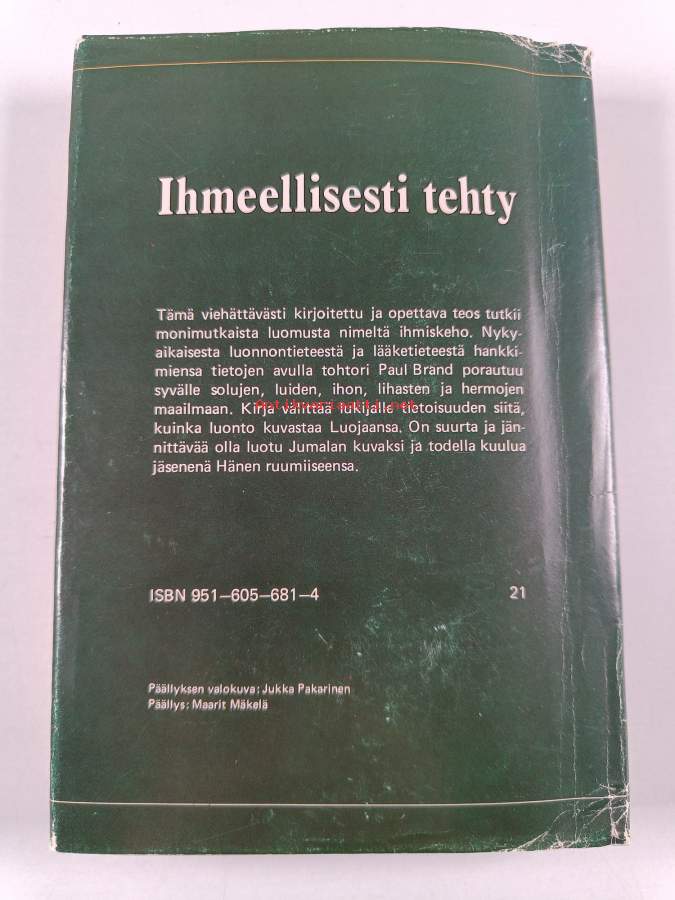 Ihmeellisesti tehty
Tämä viehättävästi kirjoitettu ja opettava teos tutkii
monimutkaista luomusta nimeltä ihmiskeho. Nyky-
aikaisesta luonnontieteestä ja lääketieteestä hankki-
miensa tietojen avulla tohtori Paul Brand porautuu
syvälle solujen, luiden, ihon, lihasten ja hermojen
maailmaan. Kirja välittää lukijalle tietoisuuden siitä,
Antikvariaatti.net
kuinka luonto kuvastaa Luojaansa. On suurta ja jän-
nittävää olla luotu Jumalan kuvaksi ja todella kuulua
jäsenenä Hänen ruumiiseensa.
ISBN 951–605–681–4 21
Päällyksen valokuva: Jukka Pakarinen
Päällys: Maarit Mäkelä